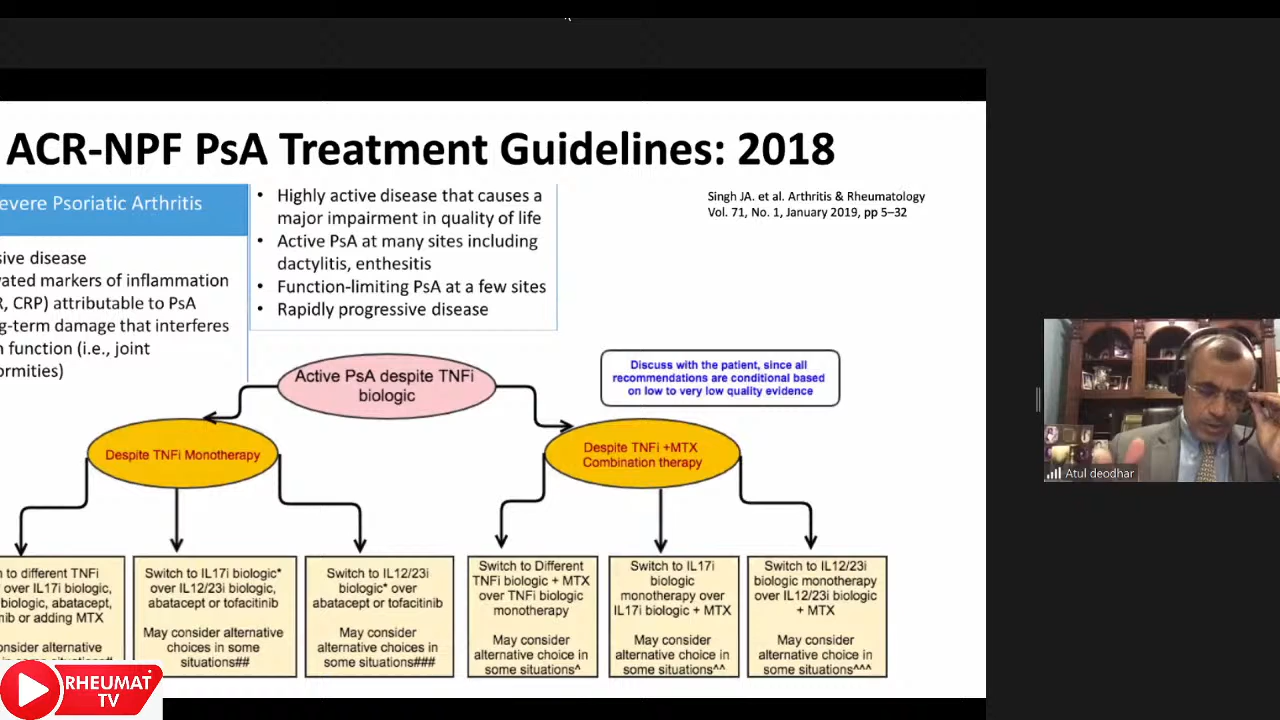 ACR-NPF PsA Treatment Guidelines: 2018
Singh JA. et al. Arthritis & Rheumatology
Vol. 71, No. 1, January 2019, pp 5–32
evere Psoriatic Arthritis
sive disease
vated markers of inflammation
R, CRP) attributable to PsA
g-term damage that interferes
n function (i.e., joint
ormities)
• Highly active disease that causes a
major impairment in quality of life
• Active PsA at many sites including
dactylitis, enthesitis
• Function-limiting PsA at a few sites
• Rapidly progressive disease
Active PsA despite TNFi
biologic
Discuss with the patient, since all
recommendations are conditional based
on low to very low quality evidence
Despite TNFi Monotherapy
Despite TNFi +MTX
Combination therapy
h to different TNFi
over IL17i biologic,
biologic, abatacept,
nib or adding MTX
nsider alternative
Switch to IL17i biologic*
over IL12/23i biologic,
abatacept or tofacitinib
May consider alternative
choices in some
situations##
Switch to IL12/23i
biologic* over
abatacept or tofacitinib
May consider
alternative choices in
some situations###
Switch to Different
TNFi biologic + MTX
over TNFi biologic
monotherapy
May consider
alternative choice in
some situations^
Switch to IL17i
biologic
monotherapy over
IL17i biologic + MTX
May consider
alternative choice in
some situations^^
Switch to IL12/23i
biologic monotherapy
over IL12/23i biologic
+ MTX
May consider
alternative choice in
some situations^^^
Atul deodhar
RHEUMAT
TV